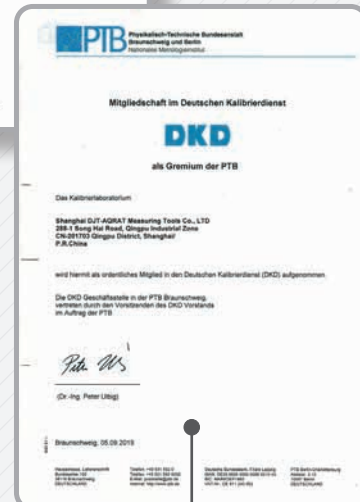 PTB
Physikalisch-Technische Bundesanstalt
Braunschweig und Berlin
Nationales Metrologieinstitut
Mitgliedschaft im Deutschen Kalibrierdienst
DKD
als Gremium der PTB
Das Kalibrierlaboratorium
Shanghai DJT-AQRAT Measuring Tools Co., LTD
288-1 Song Hai Road, Qingpu Industrial Zone
CN-201703 Qingpu District, Shanghai/
P.R.China
wird hiermit als ordentliches Mitglied in den Deutschen Kalibrierdienst (DKD) aufgenommen.
Die DKD Geschäftsstelle in der PTB Braunschweig,
vertreten durch den Vorsitzenden des DKD Vorstands
im Auftrag der PTB
(Dr.-Ing. Peter Ulbig)
Braunschweig, 05.09.2019